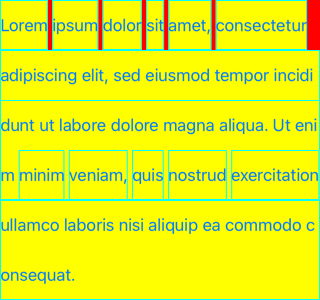 Lorem ipsum dolor sit amet, consectetur
adipiscing elit, sed eiusmod tempor incidi
dunt ut labore dolore magna aliqua. Ut eni
m minim veniam, quis nostrud exercitation
ullamco laboris nisi aliquip ea commodo c
onsequat.